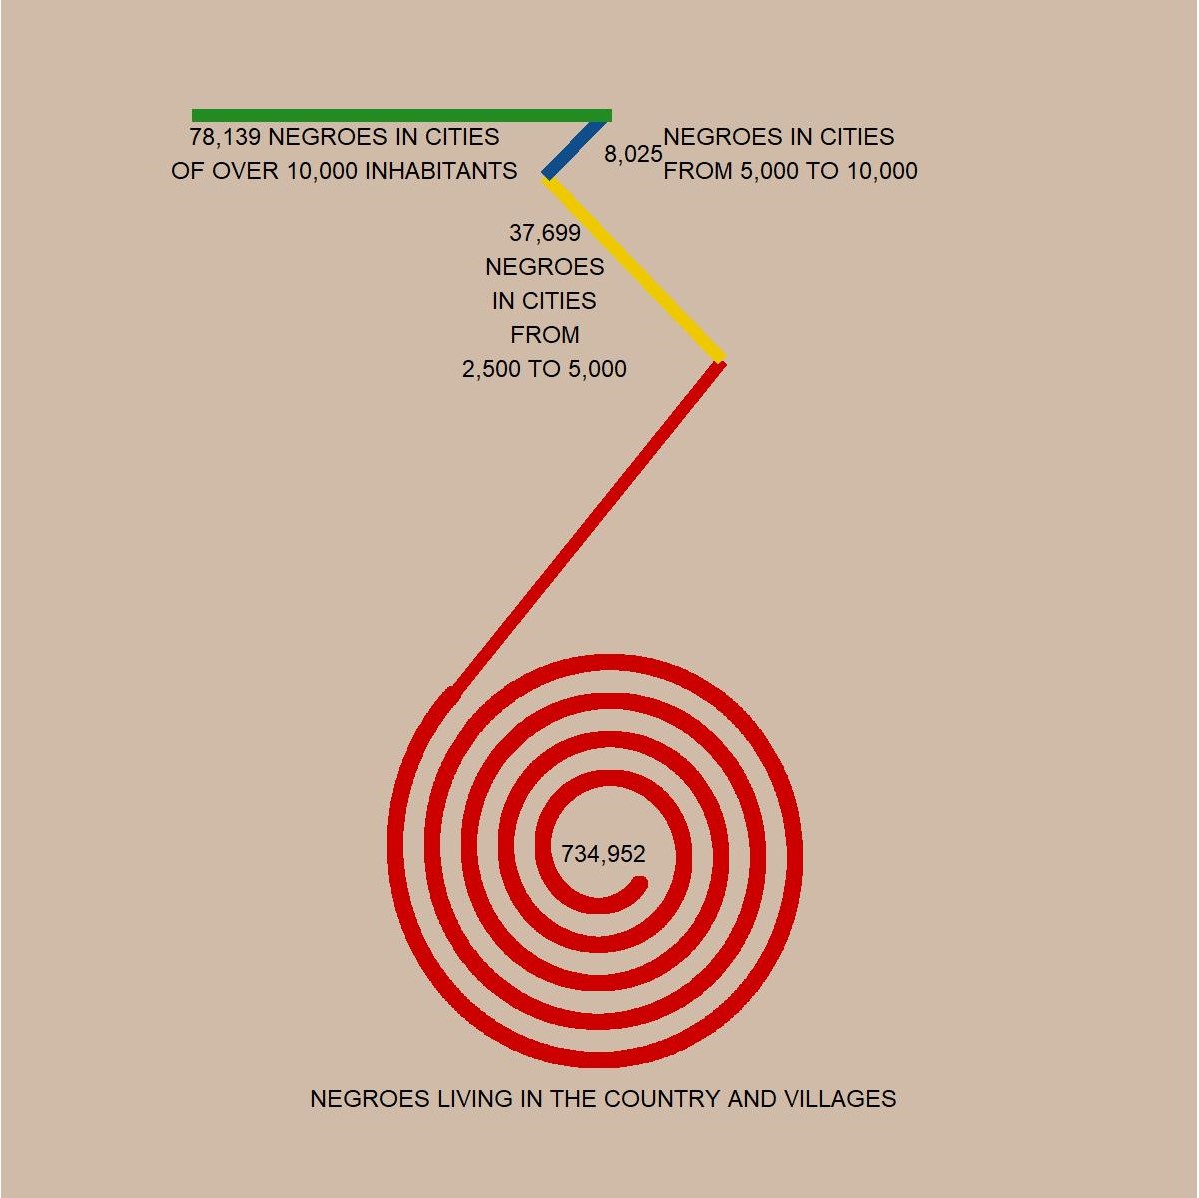 78,139 NEGROES IN CITIES
OF OVER 10,000 INHABITANTS
8,025
NEGROES IN CITIES
FROM 5,000 TO 10,000
37,699
NEGROES
IN CITIES
FROM
2,500 TO 5,000
734,952
NEGROES LIVING IN THE COUNTRY AND VILLAGES